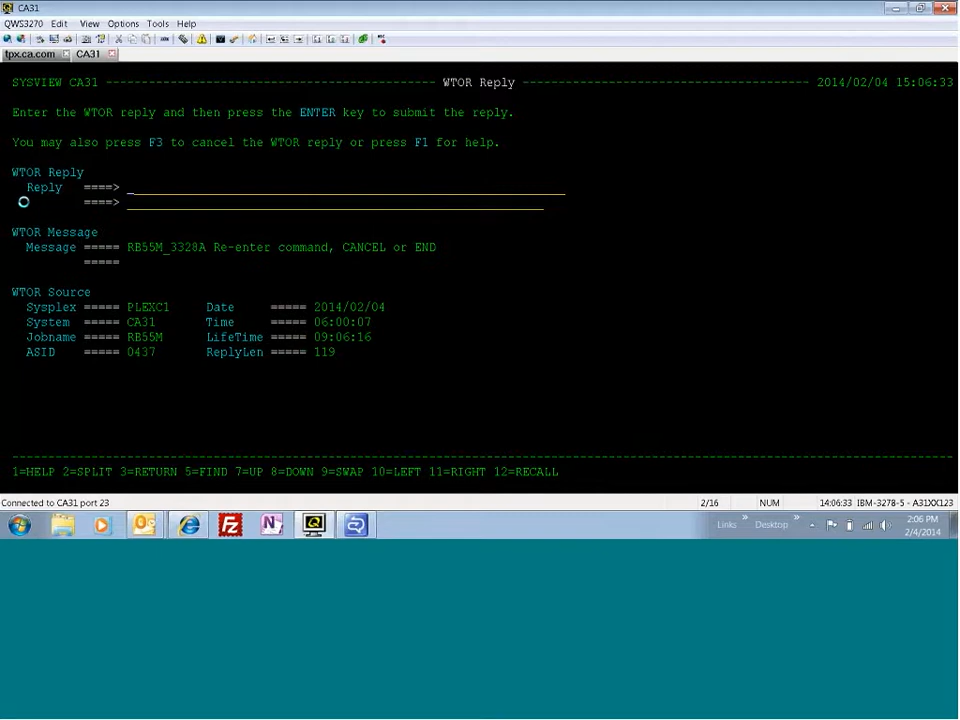 CA31
QWS3270 Edit View Options Tools Help
tpx.ca.com CA31
SYSVIEW CA31 ---------------------------------------------- WTOR Reply ---------------------------------------- 2014/02/04 15:06:33
Enter the WTOR reply and then press the ENTER key to submit the reply.
You may also press F3 to cancel the WTOR reply or press F1 for help.
WTOR Reply
Reply ====> _
====>
WTOR Message
Message ===== RB55M_3328A Re-enter command, CANCEL or END
=====
WTOR Source
Sysplex ===== PLEXC1 Date ===== 2014/02/04
System ===== CA31 Time ===== 06:00:07
Jobname ===== RB55M LifeTime ===== 09:06:16
ASID ===== 0437 ReplyLen ===== 119
1=HELP 2=SPLIT 3=RETURN 5=FIND 7=UP 8=DOWN 9=SWAP 10=LEFT 11=RIGHT 12=RECALL
Connected to CA31 port 23 2/16 NUM 14:06:33 IBM-3278-5 - A31XX123
Links » Desktop » 2:06 PM
2/4/2014